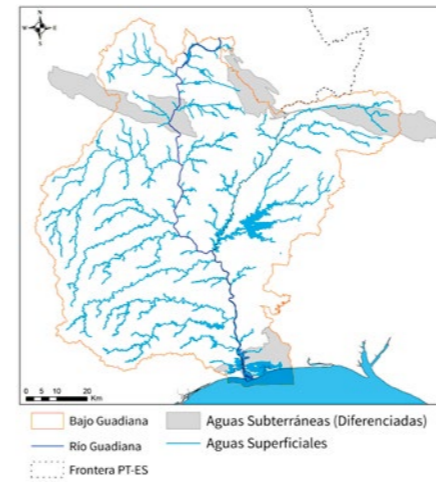 N
W E
S
0 5 10 20
Km
Bajo Guadiana
Aguas Subterráneas (Diferenciadas)
Río Guadiana
Aguas Superficiales
Frontera PT-ES